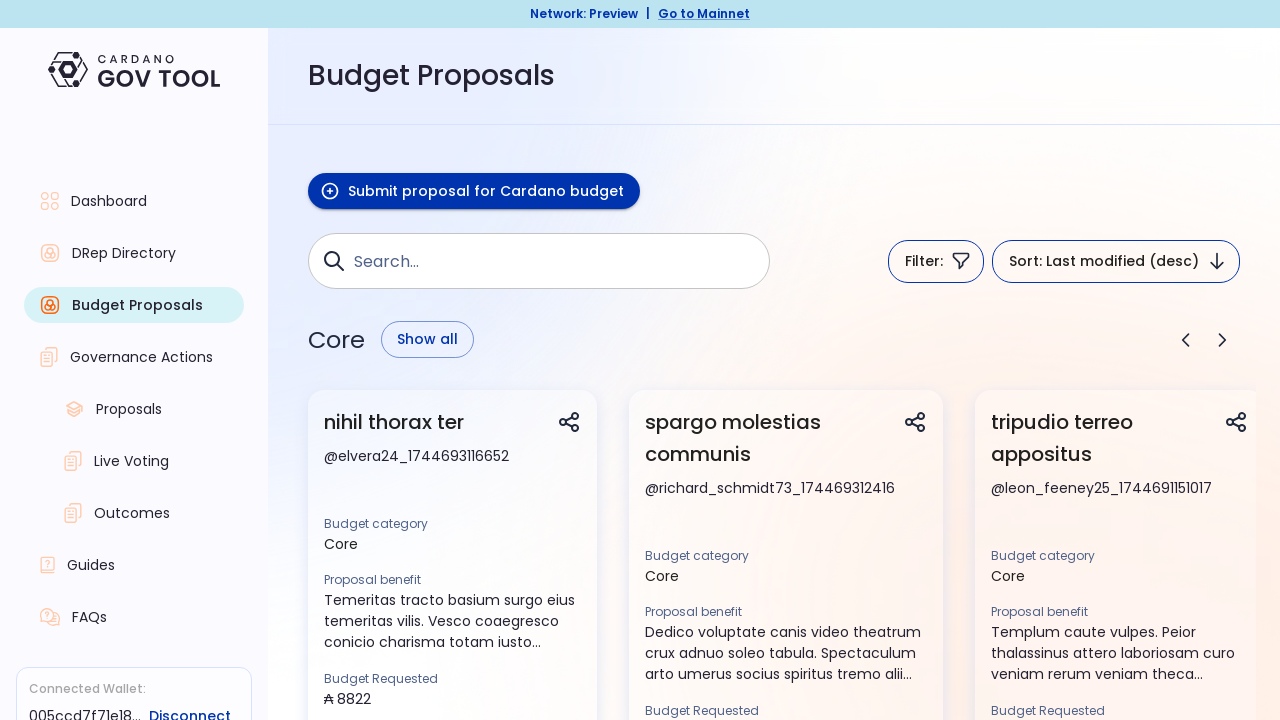 Network: Preview | Go to Mainnet
CARDANO
GOV TOOL
Budget Proposals
Dashboard
DRep Directory
Budget Proposals
Governance Actions
Proposals
Live Voting
Outcomes
Guides
FAQs
Connected Wallet:
005ccd7f71e18... Disconnect
Submit proposal for Cardano budget
Search...
Filter:
Sort: Last modified (desc)
Core
Show all
nihil thorax ter
@elvera24_1744693116652
Budget category
Core
Proposal benefit
Temeritas tracto basium surgo eius
temeritas vilis. Vesco coaegresco
conicio charisma totam iusto...
Budget Requested
₳ 8822
spargo molestias
communis
@richard_schmidt73_174469312416
Budget category
Core
Proposal benefit
Dedico voluptate canis video theatrum
crux adnuo soleo tabula. Spectaculum
arto umerus socius spiritus tremo alii...
Budget Requested
tripudio terreo
appositus
@leon_feeney25_1744691151017
Budget category
Core
Proposal benefit
Templum caute vulpes. Peior
thalassinus attero laboriosam curo
veniam rerum veniam theca...
Budget Requested